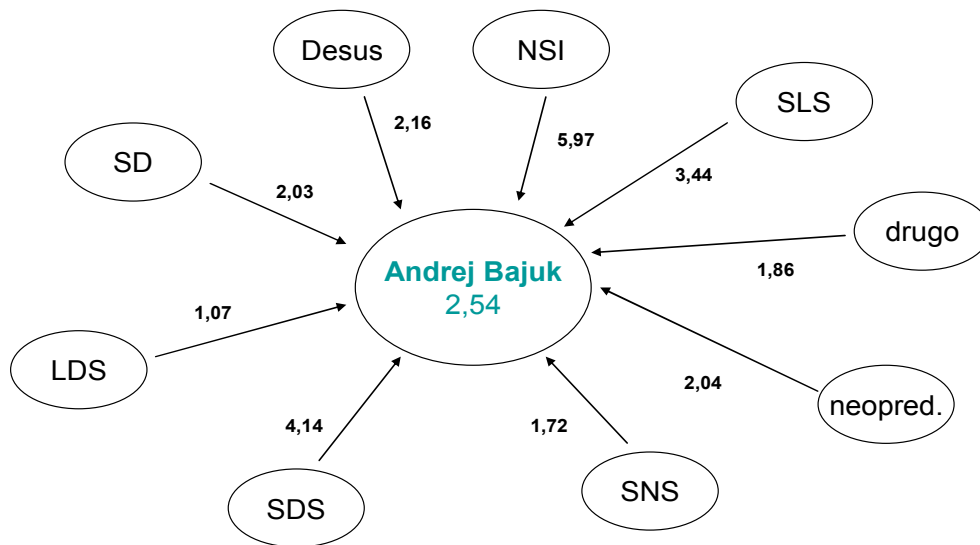 Desus
NSI
SLS
2,16
5,97
SD
3,44
2,03
drugo
Andrej Bajuk
2,54
1,86
1,07
LDS
2,04
neopred.
4,14
1,72
SNS
SDS